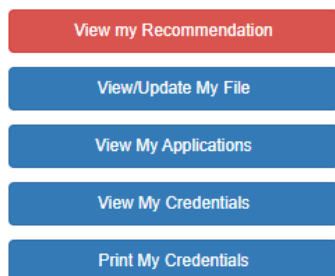 View my Recommendation
View/Update My File
View My Applications
View My Credentials
Print My Credentials